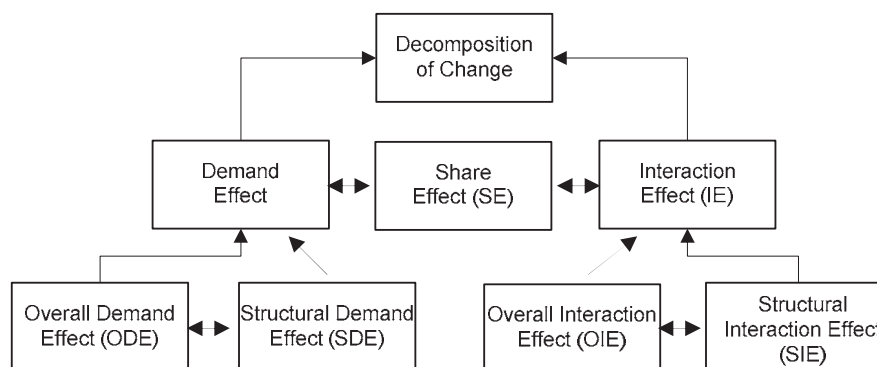 Decomposition
of Change
Demand
Effect
Share
Effect (SE)
Interaction
Effect (IE)
Overall Demand
Effect (ODE)
Structural Demand
Effect (SDE)
Overall Interaction
Effect (OIE)
Structural
Interaction Effect
(SIE)